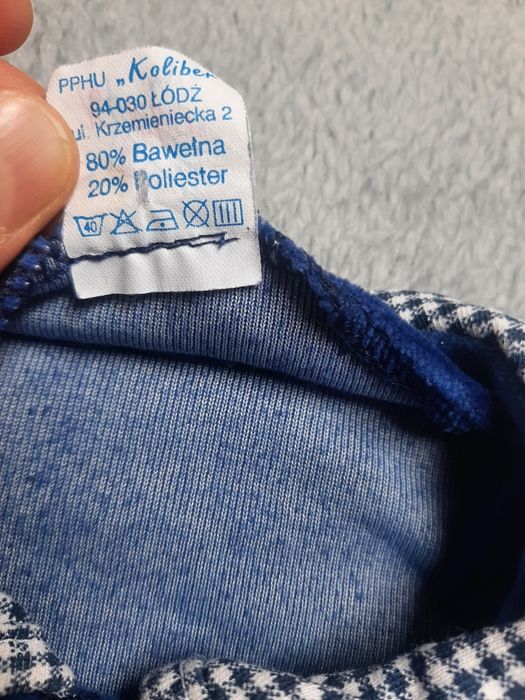 PPHU „Koliber
94-030 ŁÓDŹ
ul. Krzemieniecka 2
80% Bawełna
20% Poliester
40